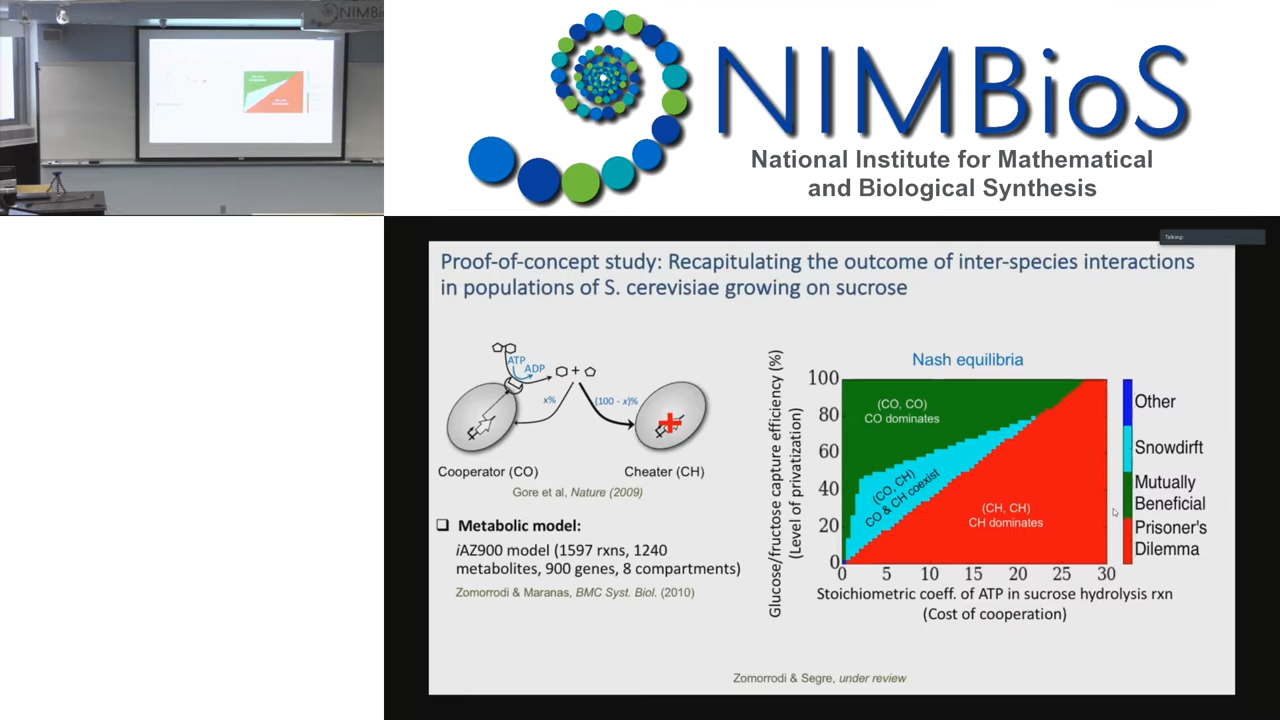 NIMBioS
NIMBioS
National Institute for Mathematical
and Biological Synthesis
Talking:
Proof-of-concept study: Recapitulating the outcome of inter-species interactions
in populations of S. cerevisiae growing on sucrose
ATP
ADP
+
x%
(100 - x)%
Cooperator (CO)
Cheater (CH)
Gore et al, Nature (2009)
❑ Metabolic model:
iAZ900 model (1597 rxns, 1240
metabolites, 900 genes, 8 compartments)
Zomorrodi & Maranas, BMC Syst. Biol. (2010)
Nash equilibria
Glucose/fructose capture efficiency (%)
(Level of privatization)
100
80
60
40
20
0
(CO, CO)
CO dominates
(CO, CH)
CO & CH coexist
(CH, CH)
CH dominates
0 5 10 15 20 25 30
Stoichiometric coeff. of ATP in sucrose hydrolysis rxn
(Cost of cooperation)
Other
Snowdirft
Mutually
Beneficial
Prisoner's
Dilemma
Zomorrodi & Segre, under review